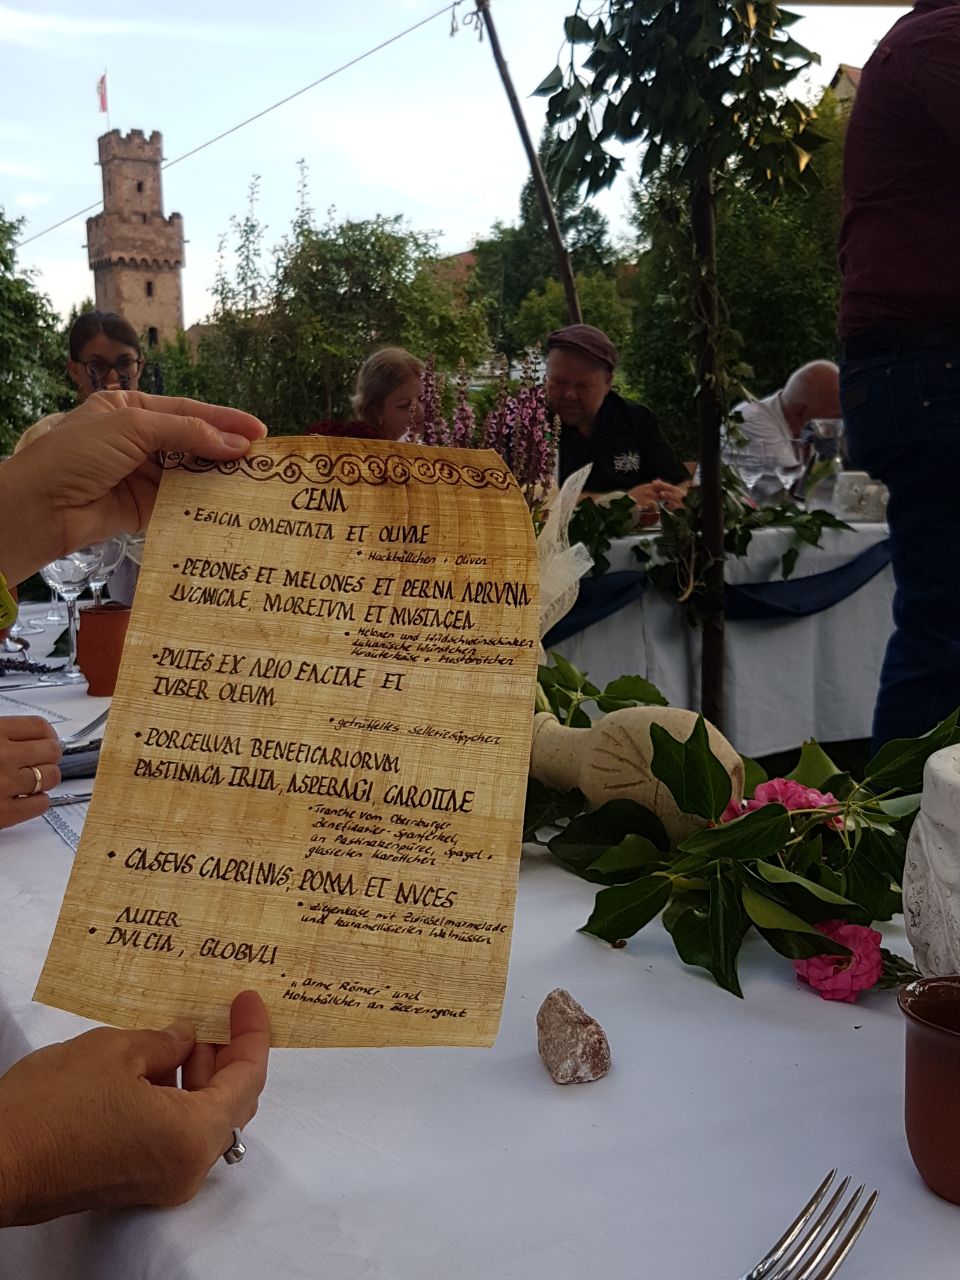 CENA
• ESICIA OMENTATA ET OLIVAE
• Hackbällchen + Oliven
• PEPONES ET MELONES ET PERNA APRVNA
LVCANICAE, MORETVM ET MVSTACEA
• Melonen und Wildschweinschinken
Lukanische Würstchen
Kräuterkäse + Mostbrötchen
• PVLTES EX APIO FACTAE ET
TVBER OLEVM
• getrüffeltes Selleriesüppchen
• PORCELLVM BENEFICARIORVM
PASTINACA TRITA, ASPERAGI, CAROTTAE
• Tranche vom Obernburger
Benefiziarier-Spanferkel,
an Pastinakenpüree, Spargel +
glasierten Karöttchen
• CASEVS CAPRINVS, POMA ET NVCES
• Ziegenkäse mit Zwiebelmarmelade
und karamellisierten Walnüssen
ALITER
• DVLCIA, GLOBVLI
• „arme Römer" und
Mohnbällchen an Beerenragout